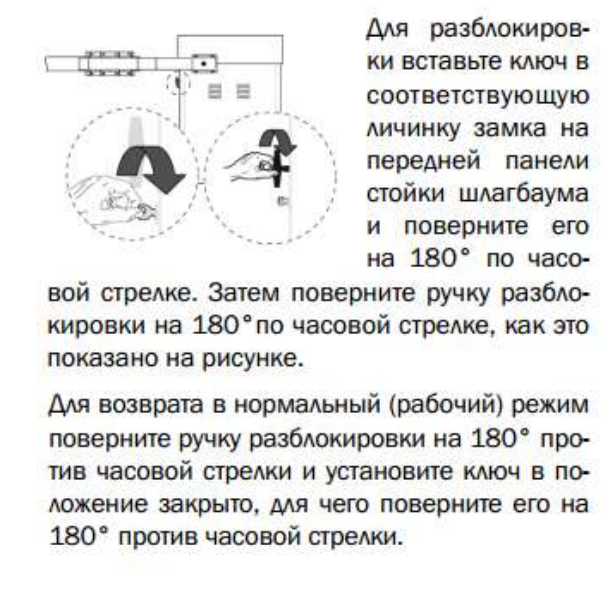 Для разблокиров-
ки вставьте ключ в
соответствующую
личинку замка на
передней панели
стойки шлагбаума
и поверните его
на 180° по часо-
вой стрелке. Затем поверните ручку разбло-
кировки на 180°по часовой стрелке, как это
показано на рисунке.
Для возврата в нормальный (рабочий) режим
поверните ручку разблокировки на 180° про-
тив часовой стрелки и установите ключ в по-
ложение закрыто, для чего поверните его на
180° против часовой стрелки.